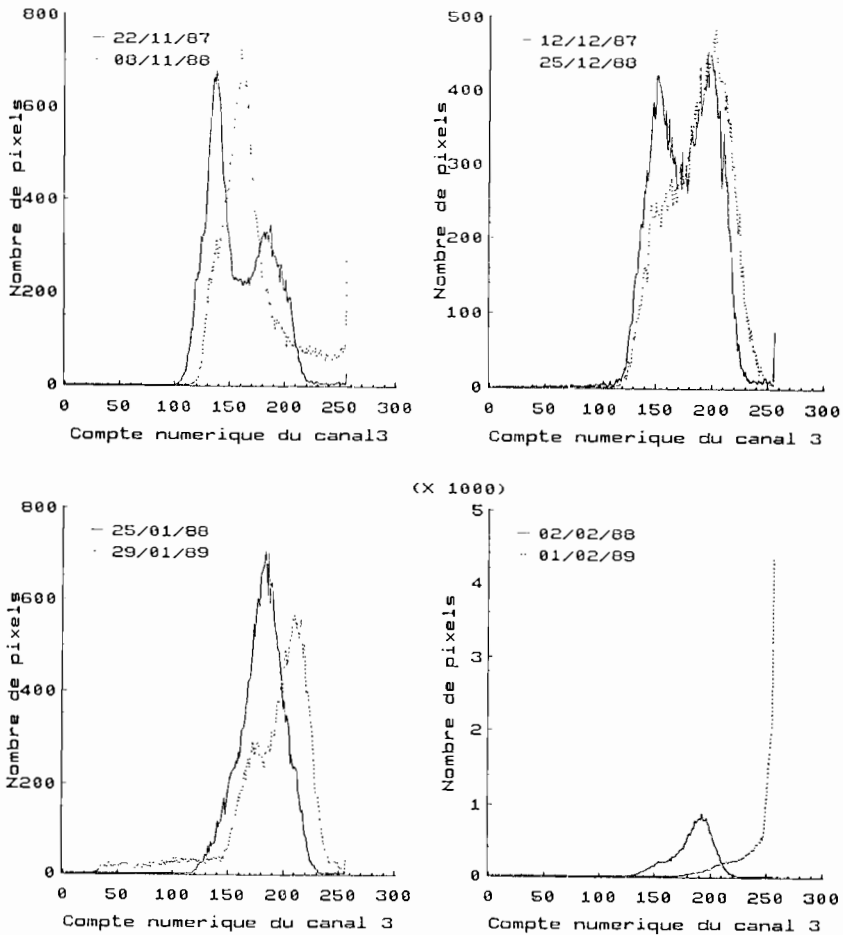 800
600
400
200
0
Nombre de pixels
— 22/11/87
·· 08/11/88
0 50 100 150 200 250 300
Compte numerique du canal3
500
400
300
200
100
0
Nombre de pixels
— 12/12/87
25/12/88
0 50 100 150 200 250 300
Compte numerique du canal 3
800
600
400
200
0
Nombre de pixels
— 25/01/88
·· 29/01/89
0 50 100 150 200 250 300
Compte numerique du canal 3
(X 1000)
5
4
3
2
1
0
Nombre de pixels
— 02/02/88
·· 01/02/89
0 50 100 150 200 250 300
Compte numerique du canal 3